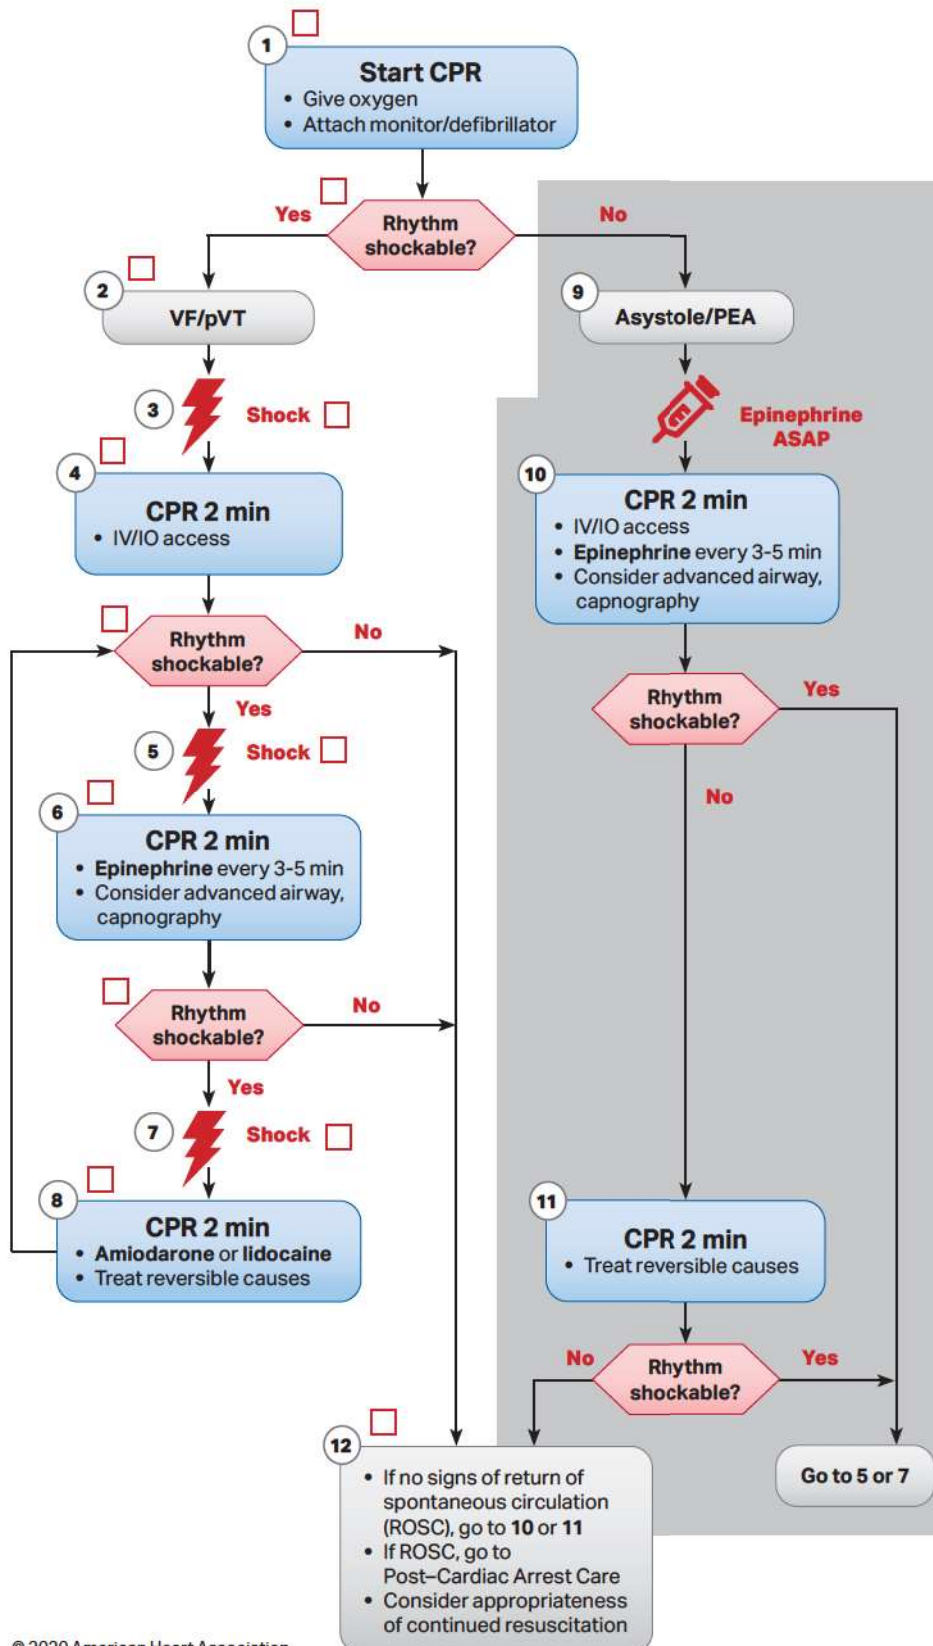 1
Start CPR
• Give oxygen
• Attach monitor/defibrillator
Rhythm
shockable?
Yes
No
2
VF/pVT
3
Shock
4
CPR 2 min
• IV/IO access
Rhythm
shockable?
No
Yes
5
Shock
6
CPR 2 min
• Epinephrine every 3-5 min
• Consider advanced airway,
capnography
Rhythm
shockable?
No
Yes
7
Shock
8
CPR 2 min
• Amiodarone or lidocaine
• Treat reversible causes
9
Asystole/PEA
E
Epinephrine
ASAP
10
CPR 2 min
• IV/IO access
• Epinephrine every 3-5 min
• Consider advanced airway,
capnography
Rhythm
shockable?
Yes
No
11
CPR 2 min
• Treat reversible causes
Rhythm
shockable?
No
Yes
12
• If no signs of return of
spontaneous circulation
(ROSC), go to 10 or 11
• If ROSC, go to
Post–Cardiac Arrest Care
• Consider appropriateness
of continued resuscitation
Go to 5 or 7
© 2020 American Heart Association